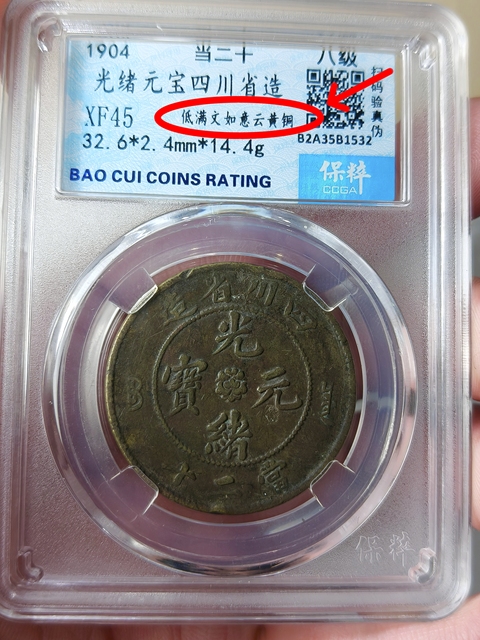 1904 当二十 八级
光绪元宝四川省造
XF45 低满文如意云黄铜
32.6*2.4mm*14.4g
扫码验真伪
B2A35B1532
BAO CUI COINS RATING
保粹
COGA
四川省造
光緒元寶
當二十
保粹